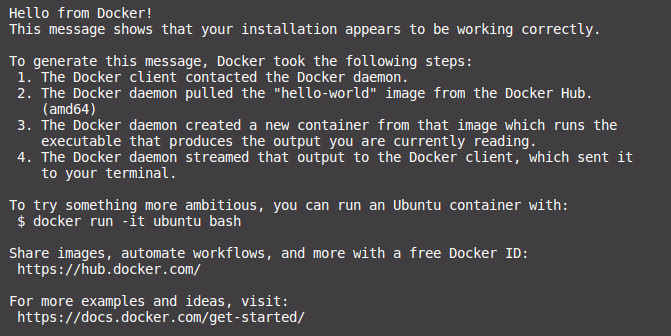 Hello from Docker!
This message shows that your installation appears to be working correctly.

To generate this message, Docker took the following steps:
 1. The Docker client contacted the Docker daemon.
 2. The Docker daemon pulled the "hello-world" image from the Docker Hub.
    (amd64)
 3. The Docker daemon created a new container from that image which runs the
    executable that produces the output you are currently reading.
 4. The Docker daemon streamed that output to the Docker client, which sent it
    to your terminal.

To try something more ambitious, you can run an Ubuntu container with:
 $ docker run -it ubuntu bash

Share images, automate workflows, and more with a free Docker ID:
 https://hub.docker.com/

For more examples and ideas, visit:
 https://docs.docker.com/get-started/